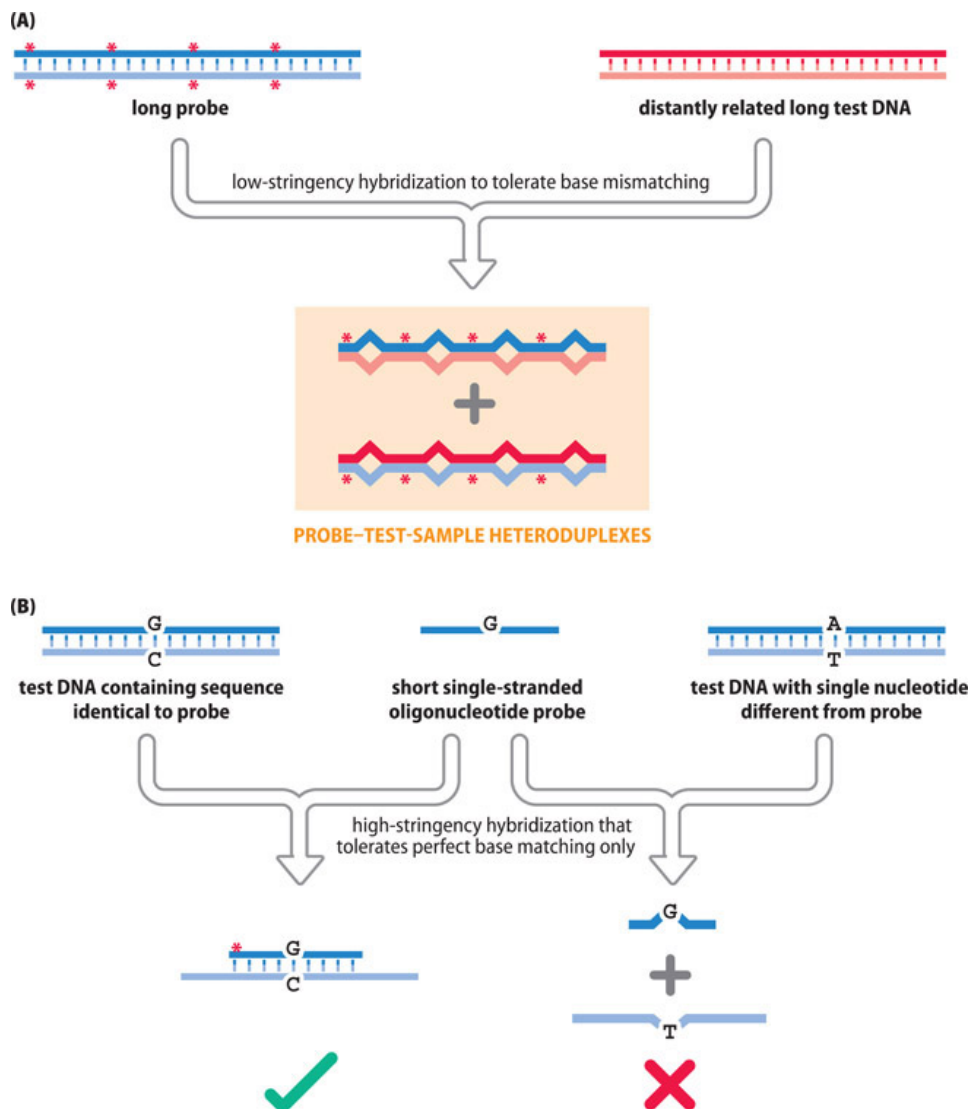 (A)
* * * *
* * * *
long probe
distantly related long test DNA
low-stringency hybridization to tolerate base mismatching
* * * *
* * * *
PROBE–TEST-SAMPLE HETERODUPLEXES
(B)
G
C
test DNA containing sequence
identical to probe
G
short single-stranded
oligonucleotide probe
A
T
test DNA with single nucleotide
different from probe
high-stringency hybridization that
tolerates perfect base matching only
*
G
C
G
T